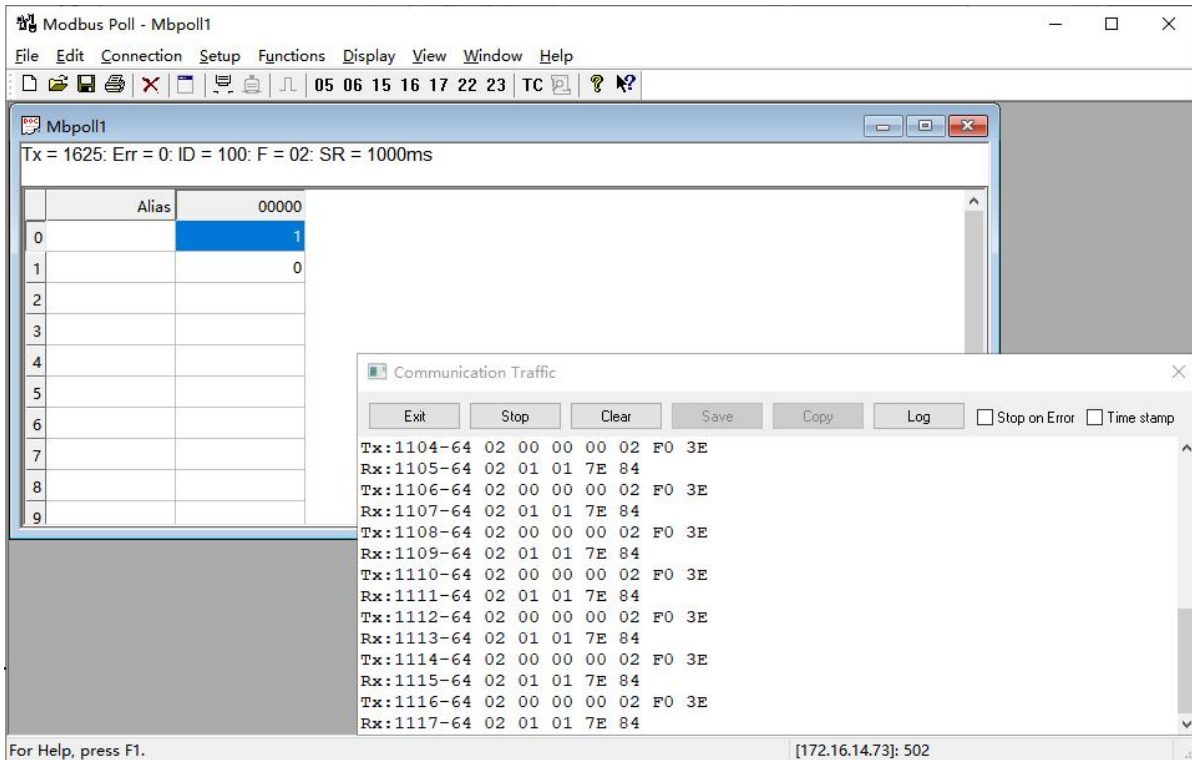 Modbus Poll - Mbpoll1
File Edit Connection Setup Functions Display View Window Help
05 06 15 16 17 22 23 TC
Mbpoll1
Tx = 1625: Err = 0: ID = 100: F = 02: SR = 1000ms
Alias 00000
0 1
1 0
2
3
4
5
6
7
8
9
Communication Traffic
Exit Stop Clear Save Copy Log Stop on Error Time stamp
Tx:1104-64 02 00 00 00 02 F0 3E
Rx:1105-64 02 01 01 7E 84
Tx:1106-64 02 00 00 00 02 F0 3E
Rx:1107-64 02 01 01 7E 84
Tx:1108-64 02 00 00 00 02 F0 3E
Rx:1109-64 02 01 01 7E 84
Tx:1110-64 02 00 00 00 02 F0 3E
Rx:1111-64 02 01 01 7E 84
Tx:1112-64 02 00 00 00 02 F0 3E
Rx:1113-64 02 01 01 7E 84
Tx:1114-64 02 00 00 00 02 F0 3E
Rx:1115-64 02 01 01 7E 84
Tx:1116-64 02 00 00 00 02 F0 3E
Rx:1117-64 02 01 01 7E 84
For Help, press F1. [172.16.14.73]: 502